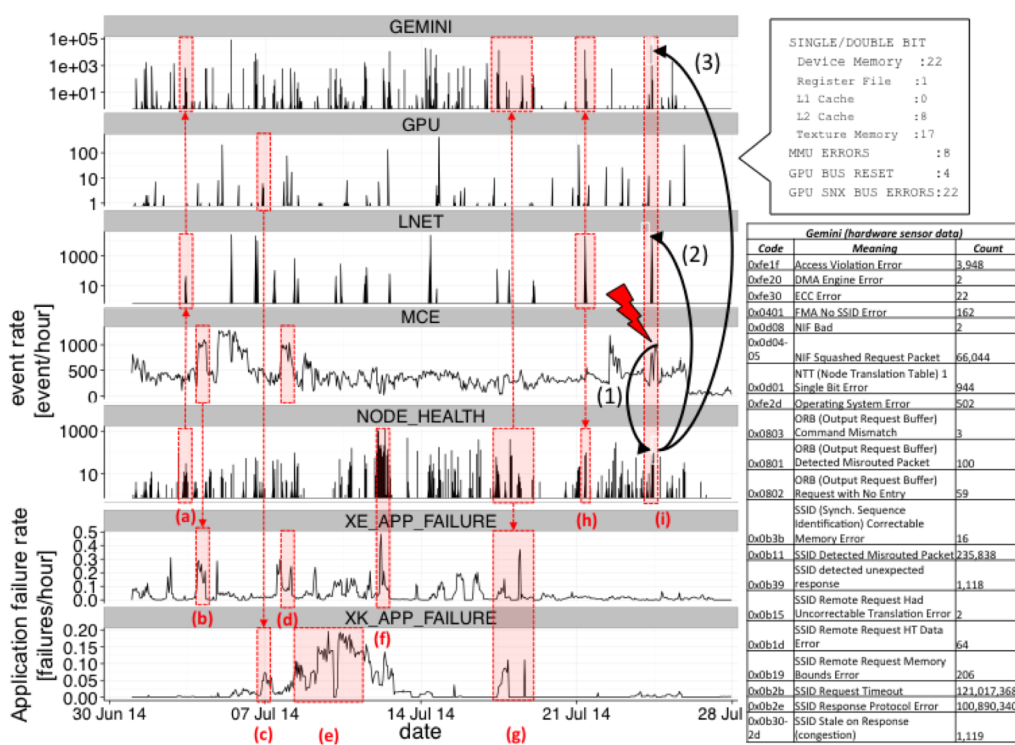 GEMINI
1e+05
1e+03
1e+01
(3)
GPU
100
10
1
LNET
1000
10
(2)
MCE
1000
500
0
(1)
NODE_HEALTH
1000
10
(a)
(h)
(i)
XE_APP_FAILURE
0.5
0.4
0.3
0.2
0.1
0.0
(b)
(d)
(f)
XK_APP_FAILURE
0.20
0.15
0.10
0.05
0.00
event rate
[event/hour]
Application failure rate
[failures/hour]
30 Jun 14
07 Jul 14
14 Jul 14
21 Jul 14
28 Jul
date
(c)
(e)
(g)
SINGLE/DOUBLE BIT
Device Memory :22
Register File :1
L1 Cache :0
L2 Cache :8
Texture Memory :17
MMU ERRORS :8
GPU BUS RESET :4
GPU SNX BUS ERRORS:22
Gemini (hardware sensor data)
Code Meaning Count
0xfe1f Access Violation Error 3,948
0xfe20 DMA Engine Error 2
0xfe30 ECC Error 22
0x0401 FMA No SSID Error 162
0x0d08 NIF Bad 2
0x0d04-
05 NIF Squashed Request Packet 66,044
NTT (Node Translation Table) 1
0x0d01 Single Bit Error 944
0xfe2d Operating System Error 502
ORB (Output Request Buffer)
0x0803 Command Mismatch 3
ORB (Output Request Buffer)
0x0801 Detected Misrouted Packet 100
ORB (Output Request Buffer)
0x0802 Request with No Entry 59
SSID (Synch. Sequence
Identification) Correctable
0x0b3b Memory Error 16
0x0b11 SSID Detected Misrouted Packet 235,838
SSID detected unexpected
0x0b39 response 1,118
SSID Remote Request Had
0x0b15 Uncorrectable Translation Error 2
SSID Remote Request HT Data
0x0b1d Error 64
SSID Remote Request Memory
0x0b19 Bounds Error 206
0x0b2b SSID Request Timeout 121,017,368
0x0b2e SSID Response Protocol Error 100,890,340
0x0b30- SSID Stale on Response
2d (congestion) 1,119